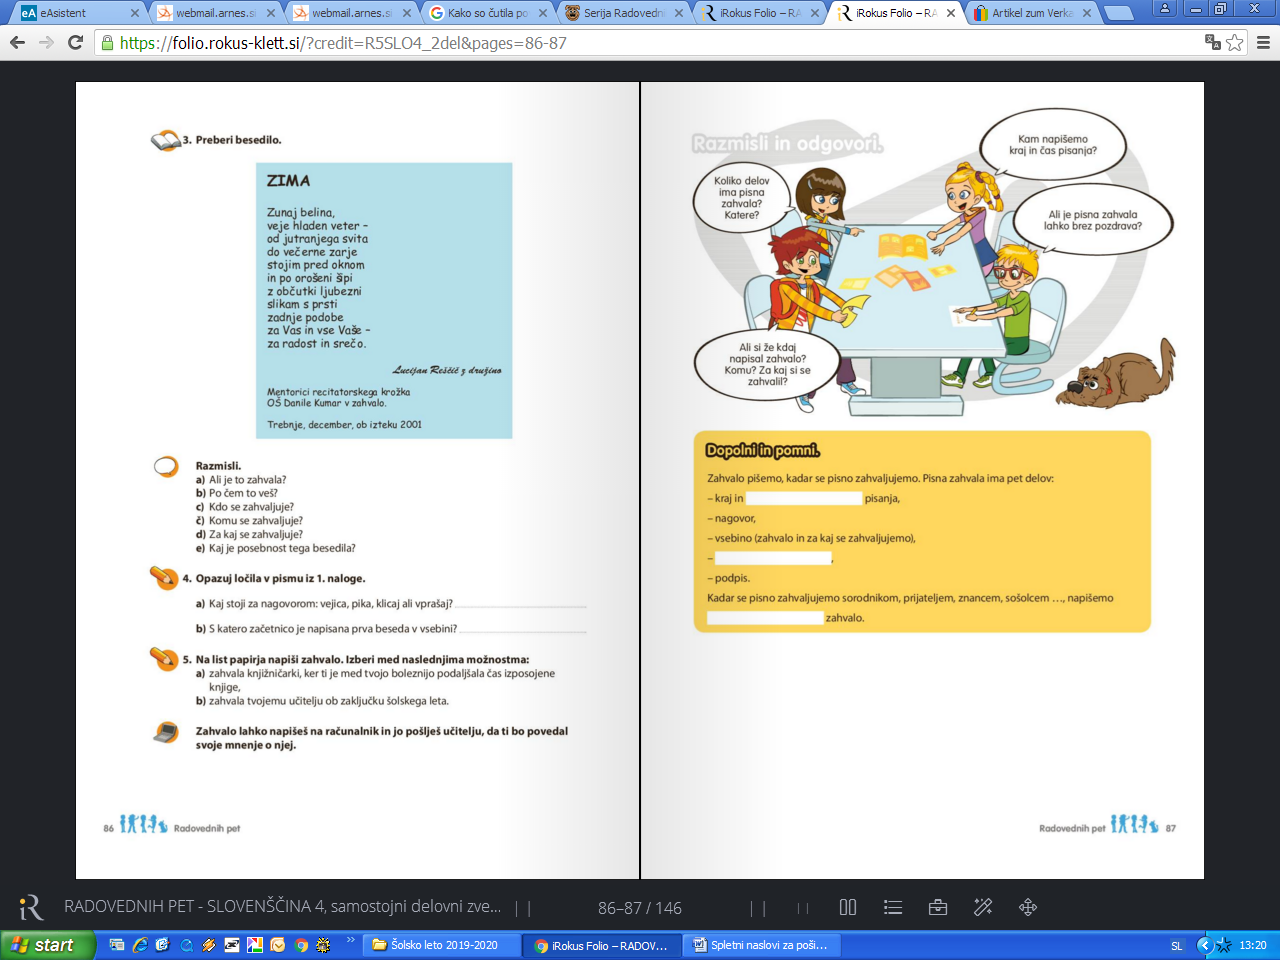 eAsistent
webmail.arnes.si
webmail.arnes.si
Kako so čutila po
Serija Radovedni
iRokus Folio – RA
iRokus Folio – RA
Artikel zum Verka
https://folio.rokus-klett.si/?credit=R5SLO4_2del&pages=86-87
3. Preberi besedilo.
ZIMA
Zunaj belina,
veje hladen veter –
od jutranjega svita
do večerne zarje
stojim pred oknom
in po orošeni šipi
z občutki ljubezni
slikam s prsti
zadnje podobe
za Vas in vse Vaše –
za radost in srečo.
Lucijan Reščič z družino
Mentorici recitatorskega krožka
OŠ Danile Kumar v zahvalo.
Trebnje, december, ob izteku 2001
Razmisli.
a) Ali je to zahvala?
b) Po čem to veš?
c) Kdo se zahvaljuje?
č) Komu se zahvaljuje?
d) Za kaj se zahvaljuje?
e) Kaj je posebnost tega besedila?
4. Opazuj ločila v pismu iz 1. naloge.
a) Kaj stoji za nagovorom: vejica, pika, klicaj ali vprašaj?
b) S katero začetnico je napisana prva beseda v vsebini?
5. Na list papirja napiši zahvalo. Izberi med naslednjima možnostma:
a) zahvala knjižničarki, ker ti je med tvojo boleznijo podaljšala čas izposojene
knjige,
b) zahvala tvojemu učitelju ob zaključku šolskega leta.
Zahvalo lahko napišeš na računalnik in jo pošlješ učitelju, da ti bo povedal
svoje mnenje o njej.
86 Radovednih pet
Razmisli in odgovori.
Koliko delov
ima pisna
zahvala?
Katere?
Kam napišemo
kraj in čas pisanja?
Ali je pisna zahvala
lahko brez pozdrava?
Ali si že kdaj
napisal zahvalo?
Komu? Za kaj si se
zahvalil?
Dopolni in pomni.
Zahvalo pišemo, kadar se pisno zahvaljujemo. Pisna zahvala ima pet delov:
– kraj in pisanja,
– nagovor,
– vsebino (zahvalo in za kaj se zahvaljujemo),
– ,
– podpis.
Kadar se pisno zahvaljujemo sorodnikom, prijateljem, znancem, sošolcem …, napišemo
zahvalo.
Radovednih pet 87
RADOVEDNIH PET - SLOVENŠČINA 4, samostojni delovni zve...
86–87 / 146
start
Šolsko leto 2019-2020
iRokus Folio – RADOV...
Spletni naslovi za poši...
SL
13:20